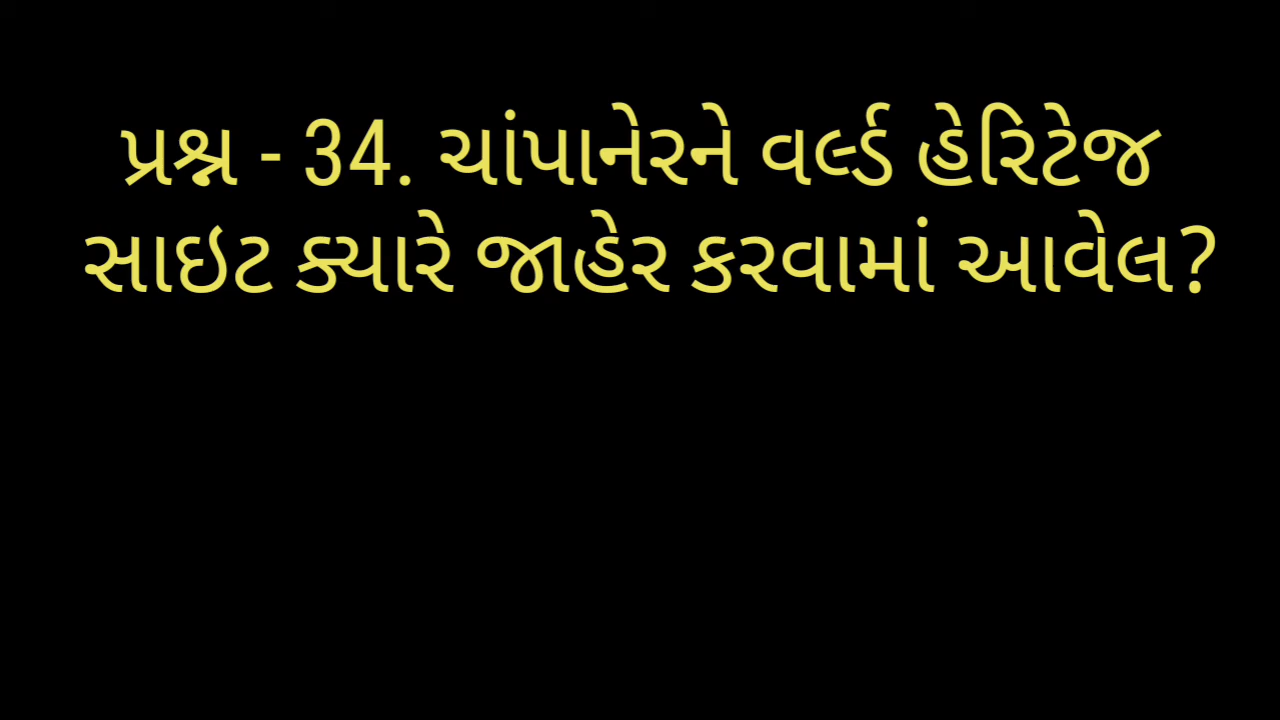 પ્રશ્ન - 34. ચાંપાનેરને વર્લ્ડ હેરિટેજ
સાઇટ ક્યારે જાહેર કરવામાં આવેલ?